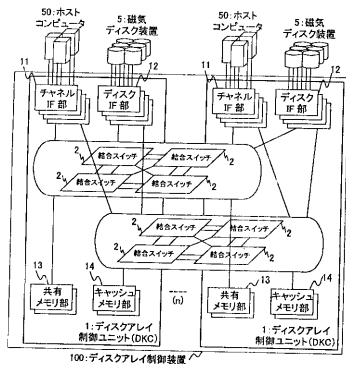 50:ホスト
コンピュータ
5:磁気
ディスク装置
50:ホスト
コンピュータ
5:磁気
ディスク装置
11
12
11
12
チャネル
IF部
ディスク
IF部
チャネル
IF部
ディスク
IF部
2
結合スイッチ
結合スイッチ
2
2
結合スイッチ
結合スイッチ
2
2
結合スイッチ
結合スイッチ
2
2
結合スイッチ
結合スイッチ
2
13
14
13
14
共有
メモリ部
キャッシュ
メモリ部
(n)
共有
メモリ部
キャッシュ
メモリ部
1:ディスクアレイ
制御ユニット(DKC)
1:ディスクアレイ
制御ユニット(DKC)
100:ディスクアレイ制御装置